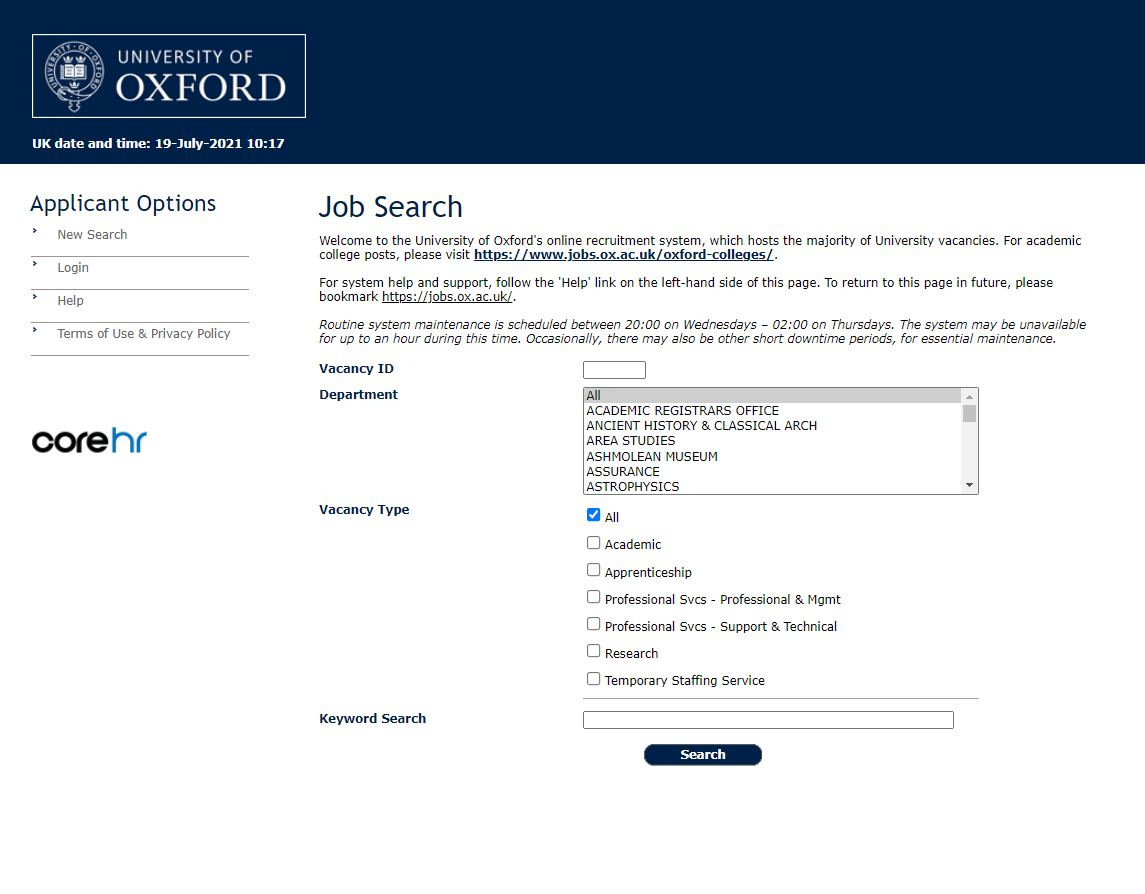 UNIVERSITY OF
OXFORD
UNIVERSITY · OF · OXFORD
UK date and time: 19-July-2021 10:17
Applicant Options
New Search
Login
Help
Terms of Use & Privacy Policy
corehr
Job Search
Welcome to the University of Oxford's online recruitment system, which hosts the majority of University vacancies. For academic
college posts, please visit https://www.jobs.ox.ac.uk/oxford-colleges/.
For system help and support, follow the 'Help' link on the left-hand side of this page. To return to this page in future, please
bookmark https://jobs.ox.ac.uk/.
Routine system maintenance is scheduled between 20:00 on Wednesdays – 02:00 on Thursdays. The system may be unavailable
for up to an hour during this time. Occasionally, there may also be other short downtime periods, for essential maintenance.
Vacancy ID
Department
All
ACADEMIC REGISTRARS OFFICE
ANCIENT HISTORY & CLASSICAL ARCH
AREA STUDIES
ASHMOLEAN MUSEUM
ASSURANCE
ASTROPHYSICS
Vacancy Type
All
Academic
Apprenticeship
Professional Svcs - Professional & Mgmt
Professional Svcs - Support & Technical
Research
Temporary Staffing Service
Keyword Search
Search